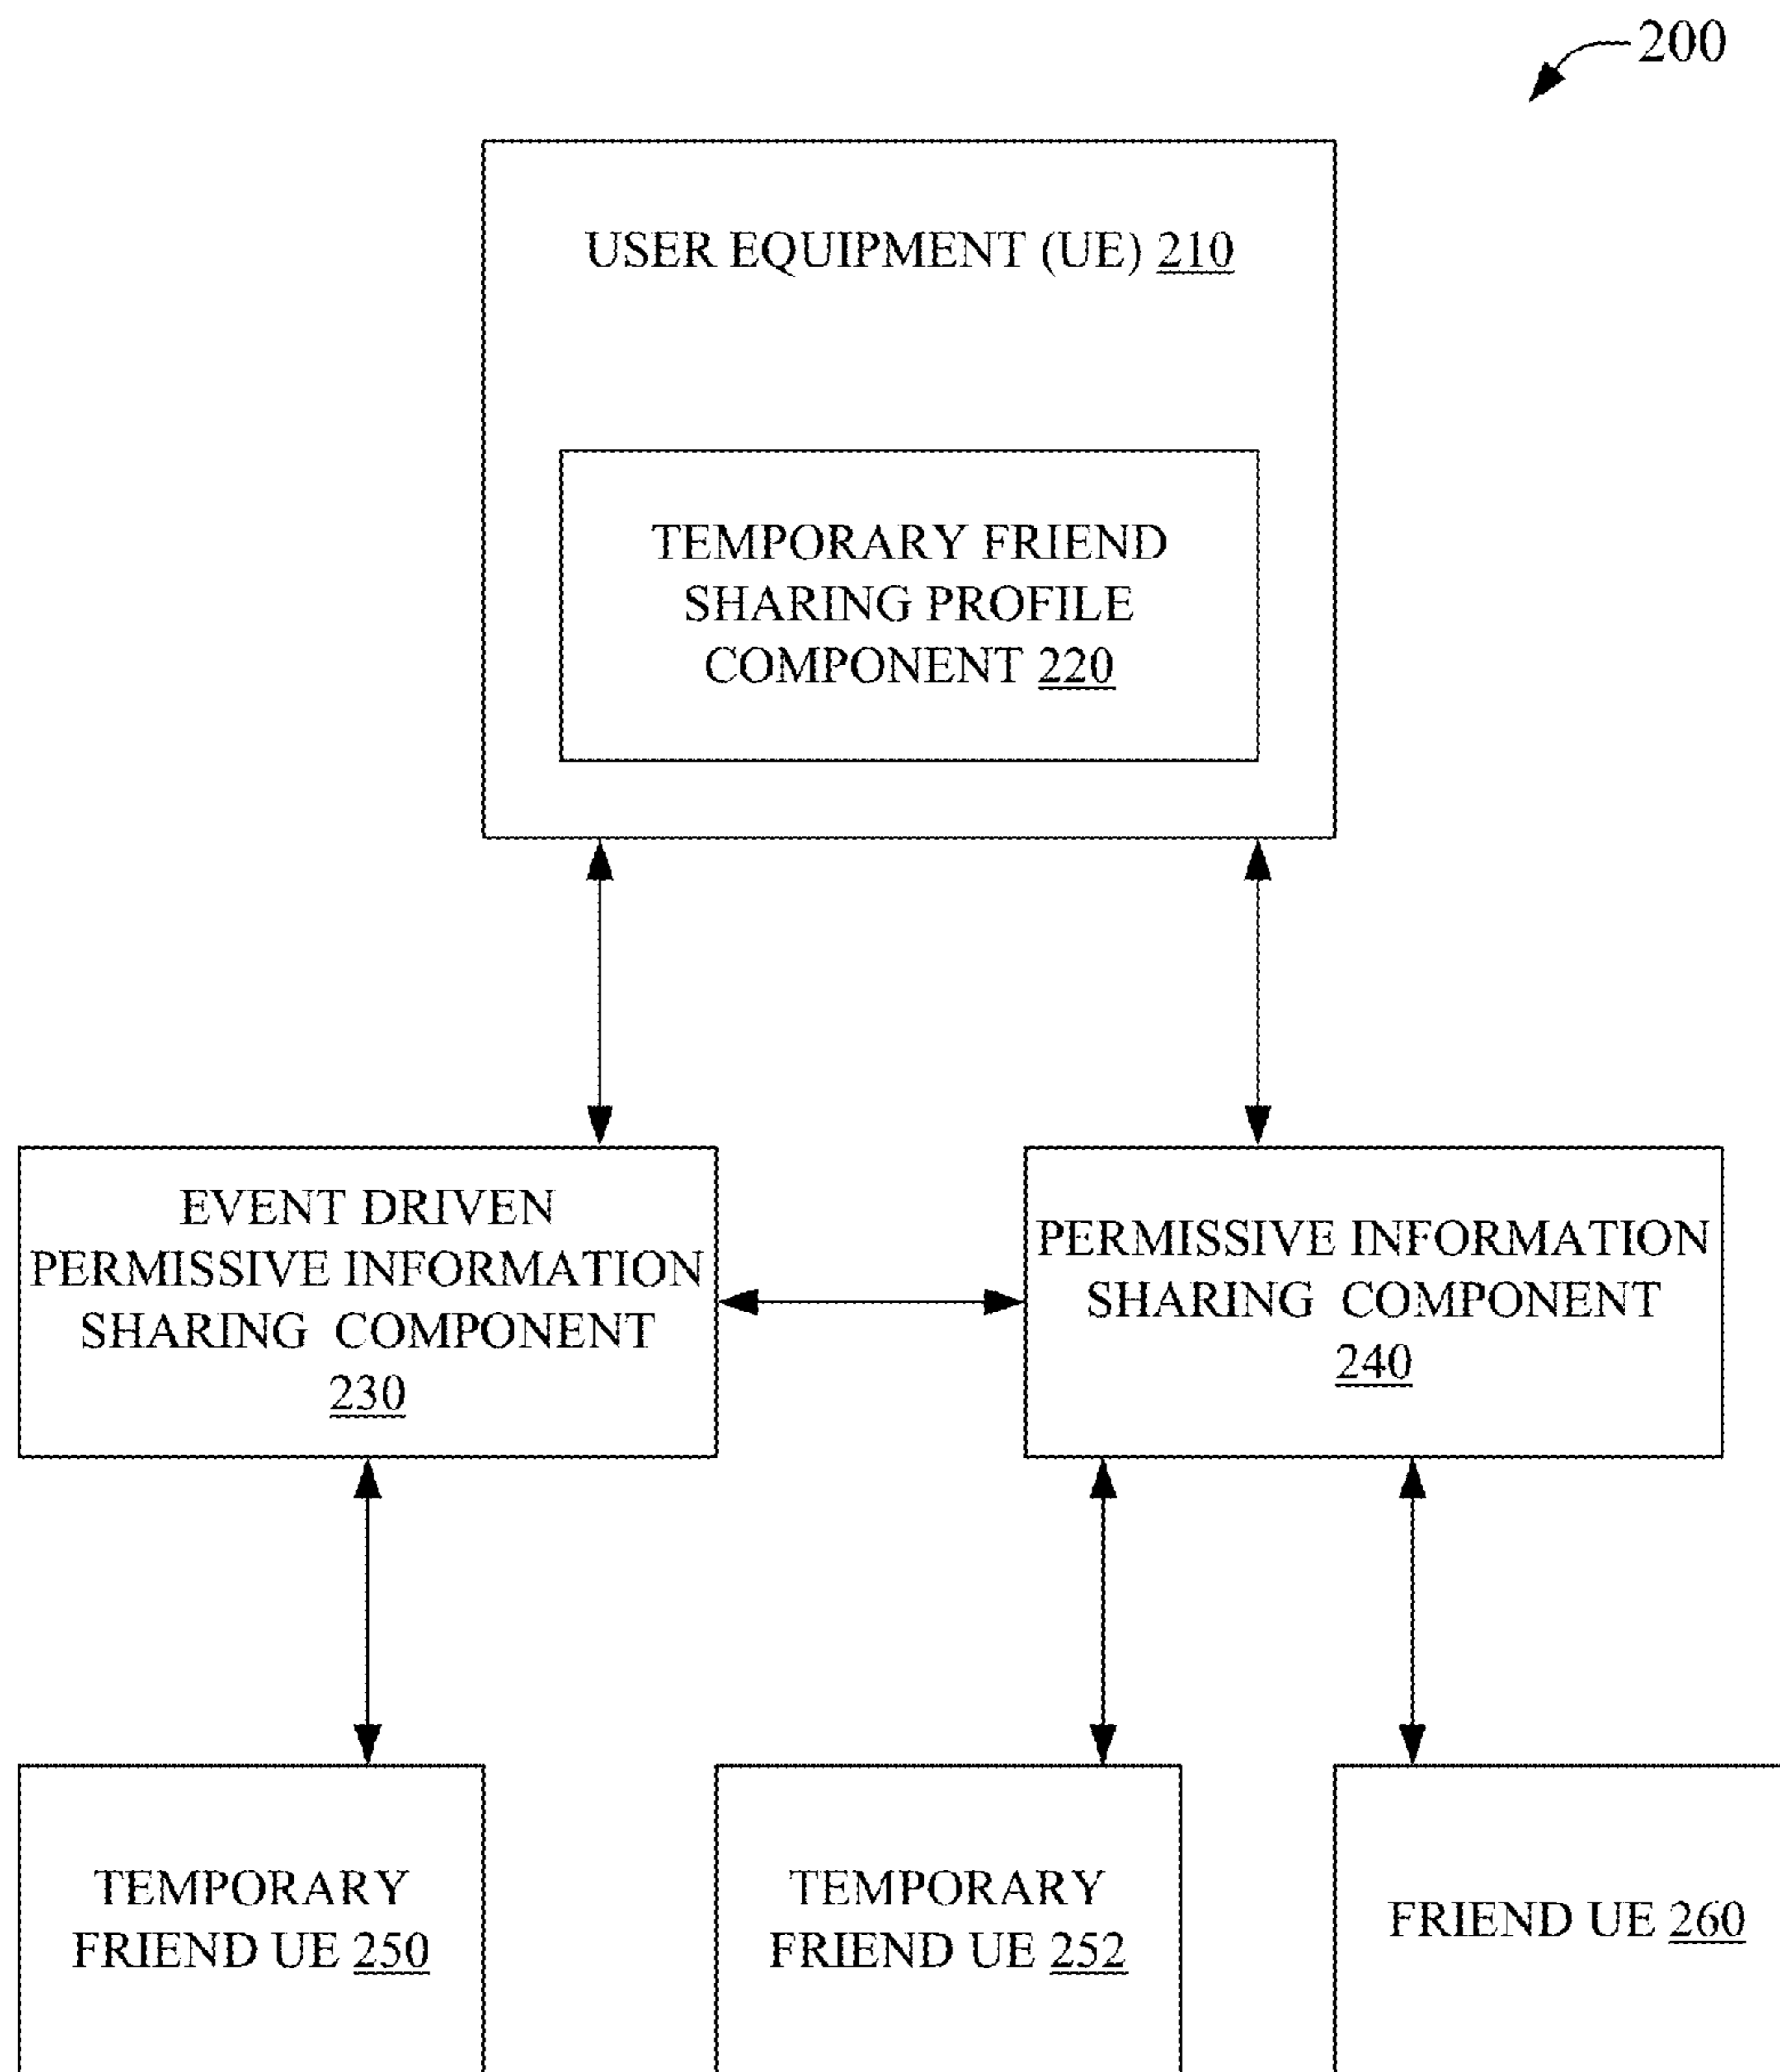 200
USER EQUIPMENT (UE) 210
TEMPORARY FRIEND
SHARING PROFILE
COMPONENT 220
EVENT DRIVEN
PERMISSIVE INFORMATION
SHARING COMPONENT
230
PERMISSIVE INFORMATION
SHARING COMPONENT
240
TEMPORARY
FRIEND UE 250
TEMPORARY
FRIEND UE 252
FRIEND UE 260